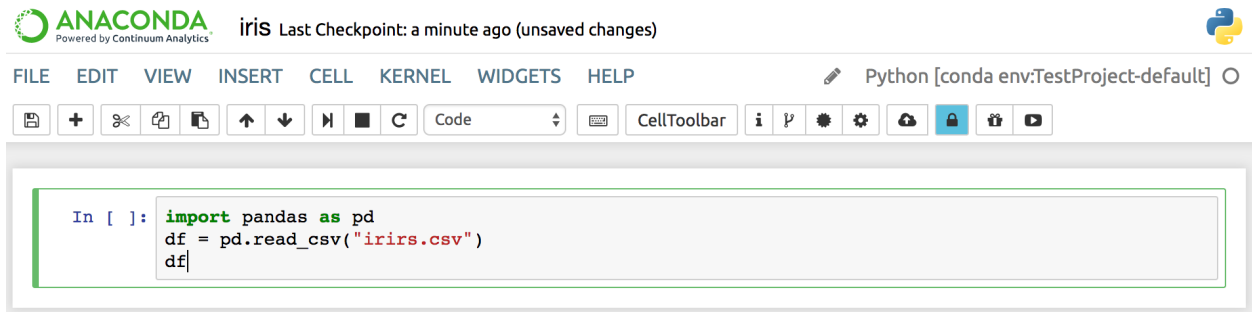 ANACONDA
Powered by Continuum Analytics
iris Last Checkpoint: a minute ago (unsaved changes)
FILE EDIT VIEW INSERT CELL KERNEL WIDGETS HELP Python [conda env:TestProject-default]
Code CellToolbar
In [ ]: import pandas as pd
df = pd.read_csv("irirs.csv")
df